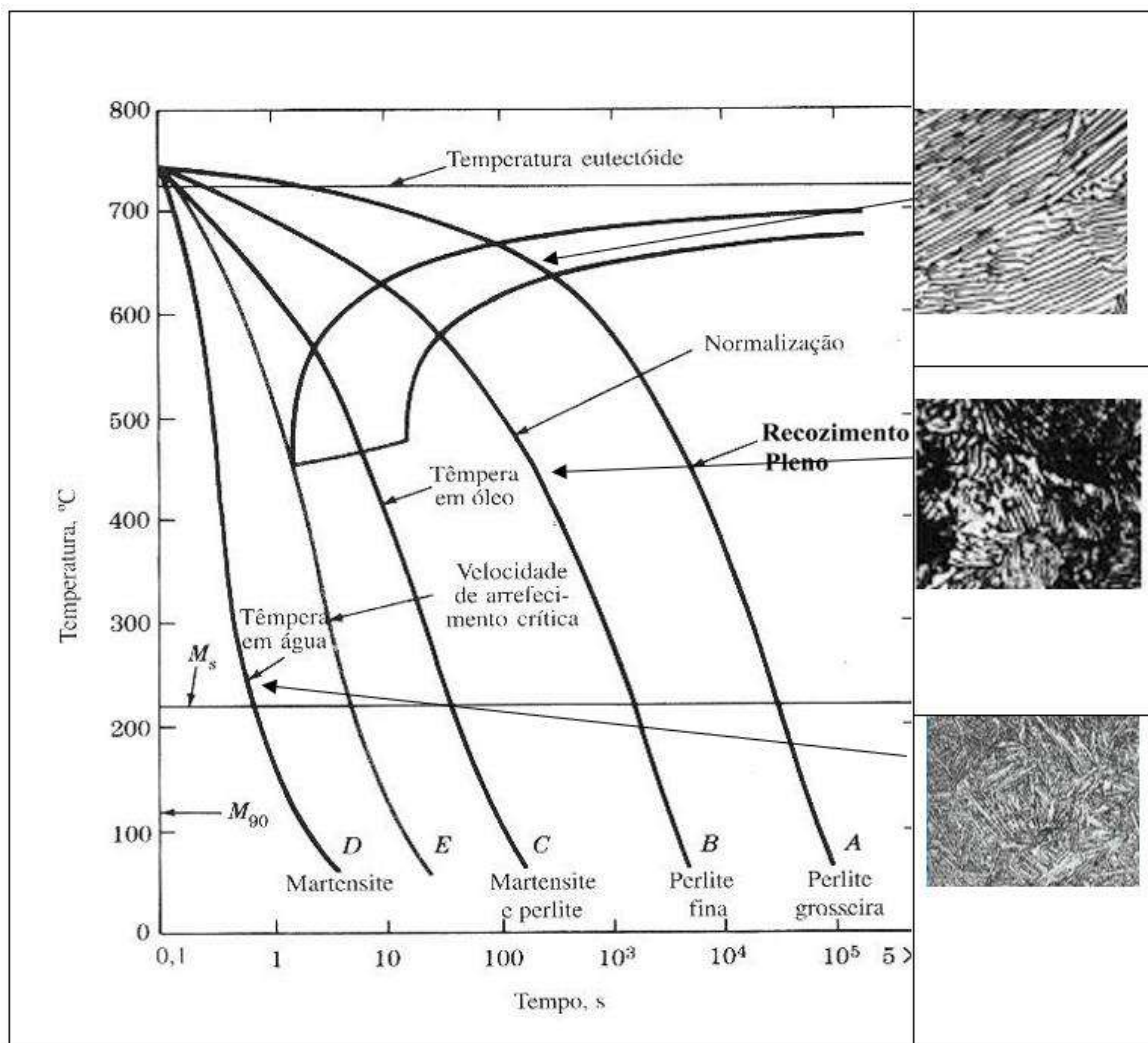 800
Temperatura eutectóide
700
600
Normalização
500
Recozimento
Pleno
Têmpera
em óleo
400
Velocidade
de arrefeci-
mento crítica
300
Têmpera
em água
Ms
200
M90
100
D
E
C
B
A
Martensite
Martensite
e perlite
Perlite
fina
Perlite
grosseira
0
Temperatura, ºC
0,1
1
10
100
10³
10⁴
10⁵
5
Tempo, s